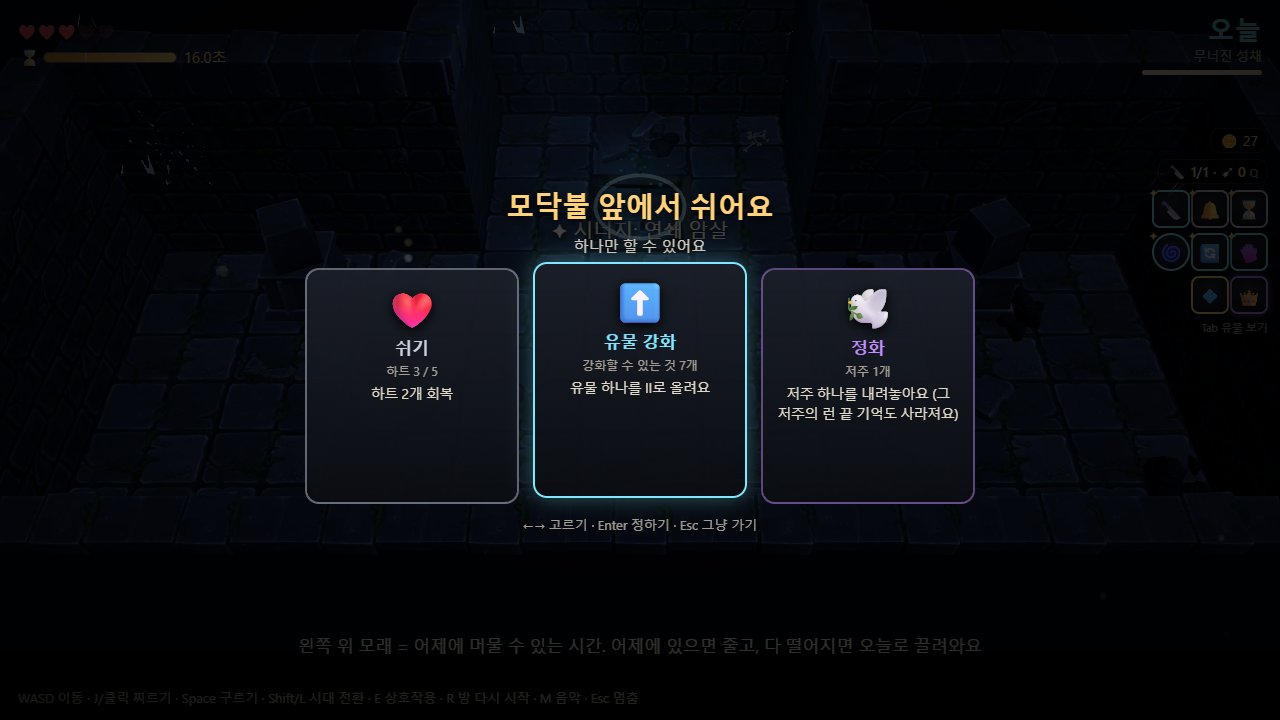 16.0초
오늘
무너진 성채
27
1/1 · 0 Q
모닥불 앞에서 쉬어요
✦ 시너지: 연쇄 암살
하나만 할 수 있어요
쉬기
하트 3 / 5
하트 2개 회복
유물 강화
강화할 수 있는 것 7개
유물 하나를 II로 올려요
정화
저주 1개
저주 하나를 내려놓아요 (그
저주의 런 끝 기억도 사라져요)
Tab 유물 보기
←→ 고르기 · Enter 정하기 · Esc 그냥 가기
왼쪽 위 모래 = 어제에 머물 수 있는 시간. 어제에 있으면 줄고, 다 떨어지면 오늘로 끌려와요
WASD 이동 · J/클릭 찌르기 · Space 구르기 · Shift/L 시대 전환 · E 상호작용 · R 방 다시 시작 · M 음악 · Esc 멈춤